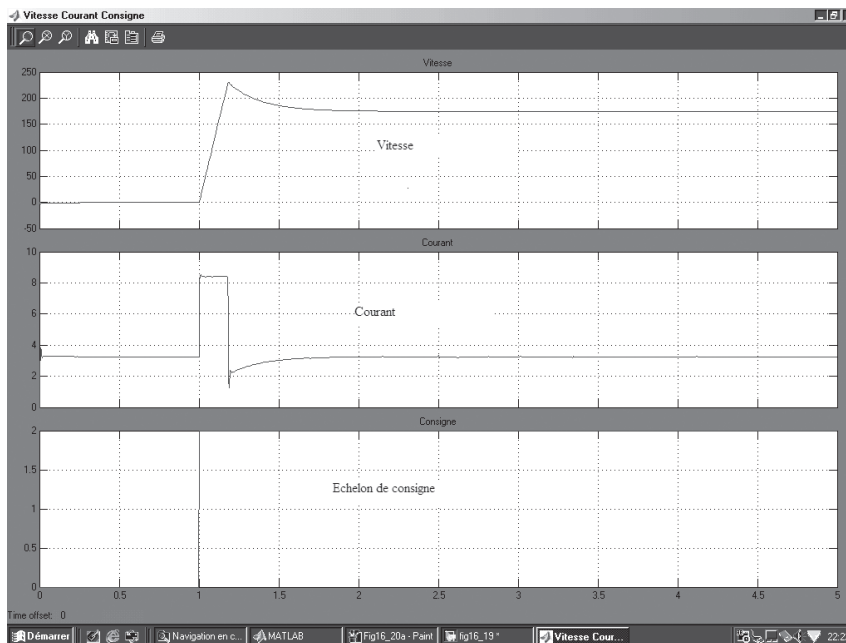 Vitesse Courant Consigne
Vitesse
250
200
150
100
50
0
-50
Vitesse
Courant
10
8
6
4
2
0
Courant
Consigne
2
1.5
1
0.5
0
Echelon de consigne
0 0.5 1 1.5 2 2.5 3 3.5 4 4.5 5
Time offset: 0
Démarrer Navigation en c... MATLAB Fig16_20a - Paint fig16_19 * Vitesse Cour...